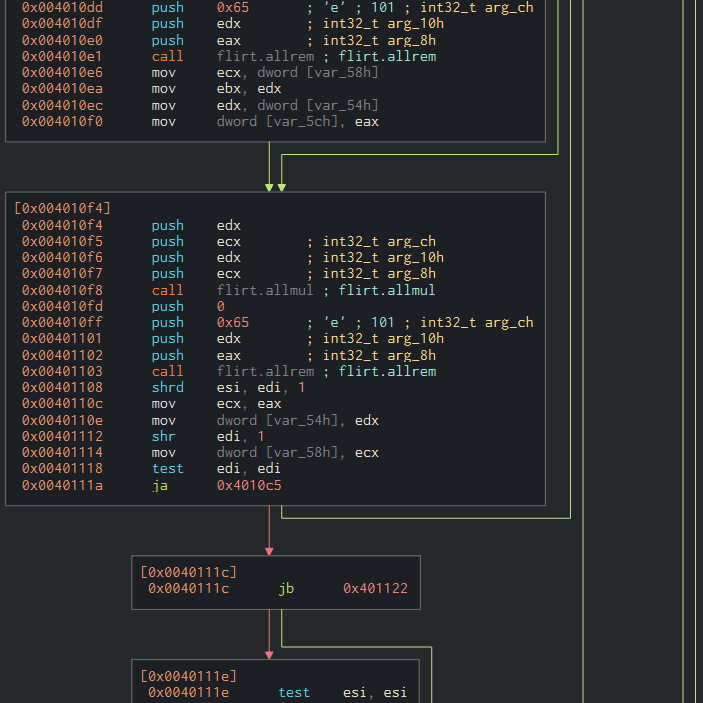 0x004010dd push 0x65 ; 'e' ; 101 ; int32_t arg_ch
0x004010df push edx ; int32_t arg_10h
0x004010e0 push eax ; int32_t arg_8h
0x004010e1 call flirt.allrem ; flirt.allrem
0x004010e6 mov ecx, dword [var_58h]
0x004010ea mov ebx, edx
0x004010ec mov edx, dword [var_54h]
0x004010f0 mov dword [var_5ch], eax
[0x004010f4]
0x004010f4 push edx
0x004010f5 push ecx ; int32_t arg_ch
0x004010f6 push edx ; int32_t arg_10h
0x004010f7 push ecx ; int32_t arg_8h
0x004010f8 call flirt.allmul ; flirt.allmul
0x004010fd push 0
0x004010ff push 0x65 ; 'e' ; 101 ; int32_t arg_ch
0x00401101 push edx ; int32_t arg_10h
0x00401102 push eax ; int32_t arg_8h
0x00401103 call flirt.allrem ; flirt.allrem
0x00401108 shrd esi, edi, 1
0x0040110c mov ecx, eax
0x0040110e mov dword [var_54h], edx
0x00401112 shr edi, 1
0x00401114 mov dword [var_58h], ecx
0x00401118 test edi, edi
0x0040111a ja 0x4010c5
[0x0040111c]
0x0040111c jb 0x401122
[0x0040111e]
0x0040111e test esi, esi